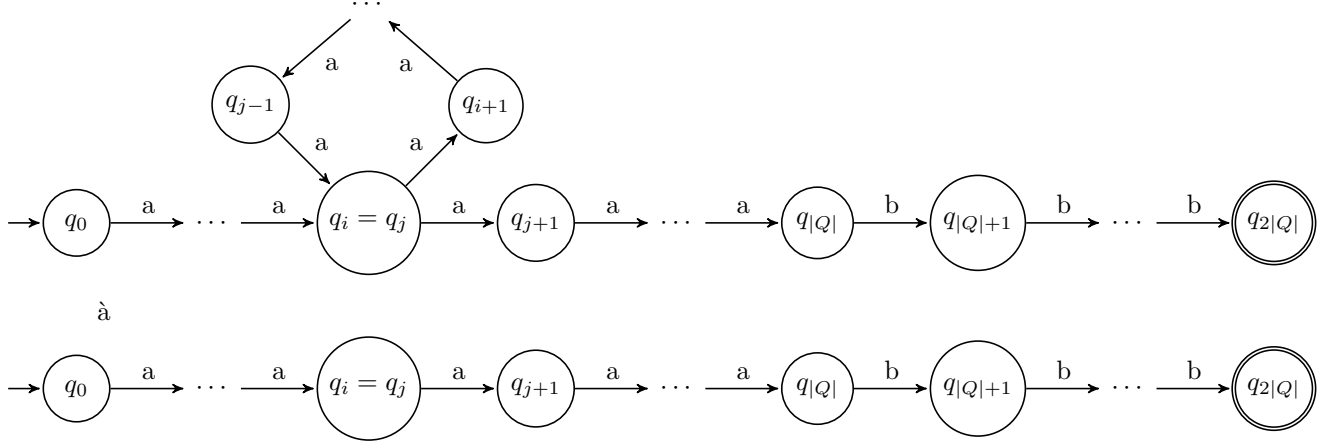 ...
a a
q_{j-1} q_{i+1}
a a
q_0 a ... a q_i = q_j a q_{j+1} a ... a q_{|Q|} b q_{|Q|+1} b ... b q_{2|Q|}
à
q_0 a ... a q_i = q_j a q_{j+1} a ... a q_{|Q|} b q_{|Q|+1} b ... b q_{2|Q|}